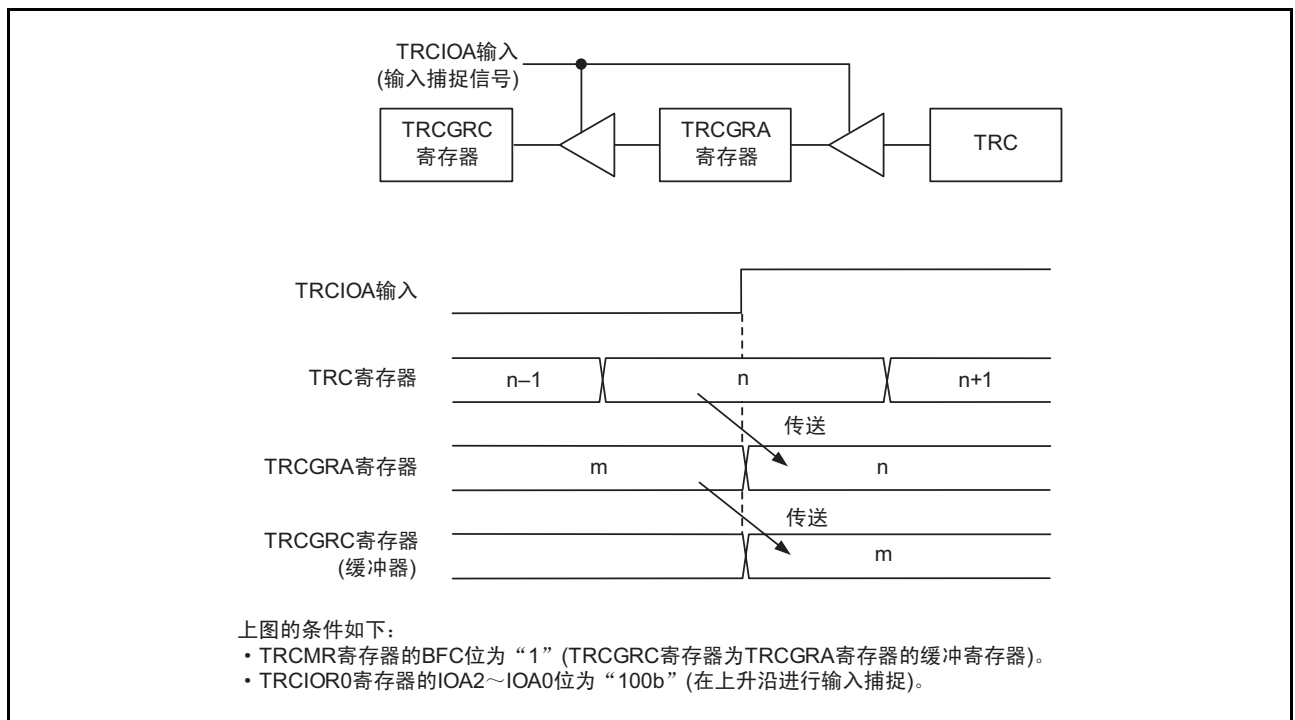 TRCIOA输入
(输入捕捉信号)
TRCGRC
寄存器
TRCGRA
寄存器
TRC
TRCIOA输入
TRC寄存器
n–1
n
n+1
传送
TRCGRA寄存器
m
n
传送
TRCGRC寄存器
(缓冲器)
m
上图的条件如下：
・TRCMR寄存器的BFC位为“1”(TRCGRC寄存器为TRCGRA寄存器的缓冲寄存器)。
・TRCIOR0寄存器的IOA2～IOA0位为“100b”(在上升沿进行输入捕捉)。